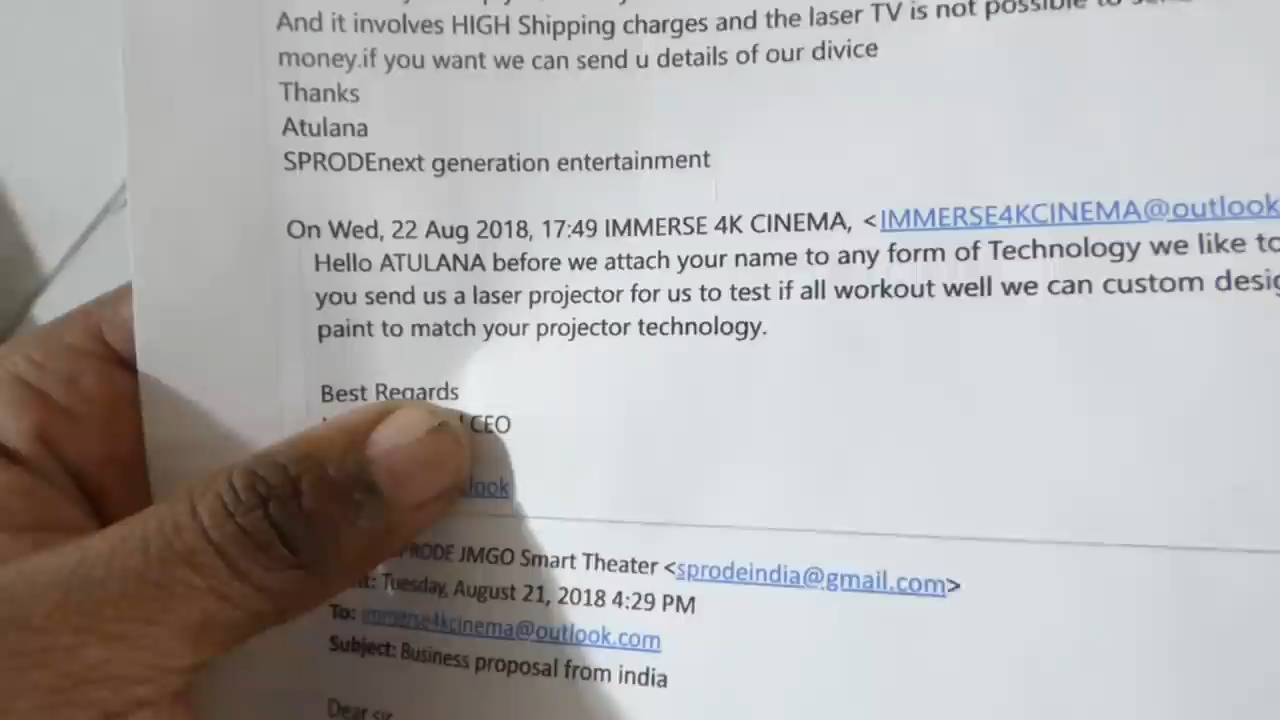 And it involves HIGH Shipping charges and the laser TV is not possible to
money.if you want we can send u details of our divice
Thanks
Atulana
SPRODEnext generation entertainment
On Wed, 22 Aug 2018, 17:49 IMMERSE 4K CINEMA, <IMMERSE4KCINEMA@outlook
Hello ATULANA before we attach your name to any form of Technology we like to
you send us a laser projector for us to test if all workout well we can custom desig
paint to match your projector technology.
Best Regards
CEO
look
PRODE JMGO Smart Theater <sprodeindia@gmail.com>
t: Tuesday, August 21, 2018 4:29 PM
To: immerse4kcinema@outlook.com
Subject: Business proposal from india
Dear sir